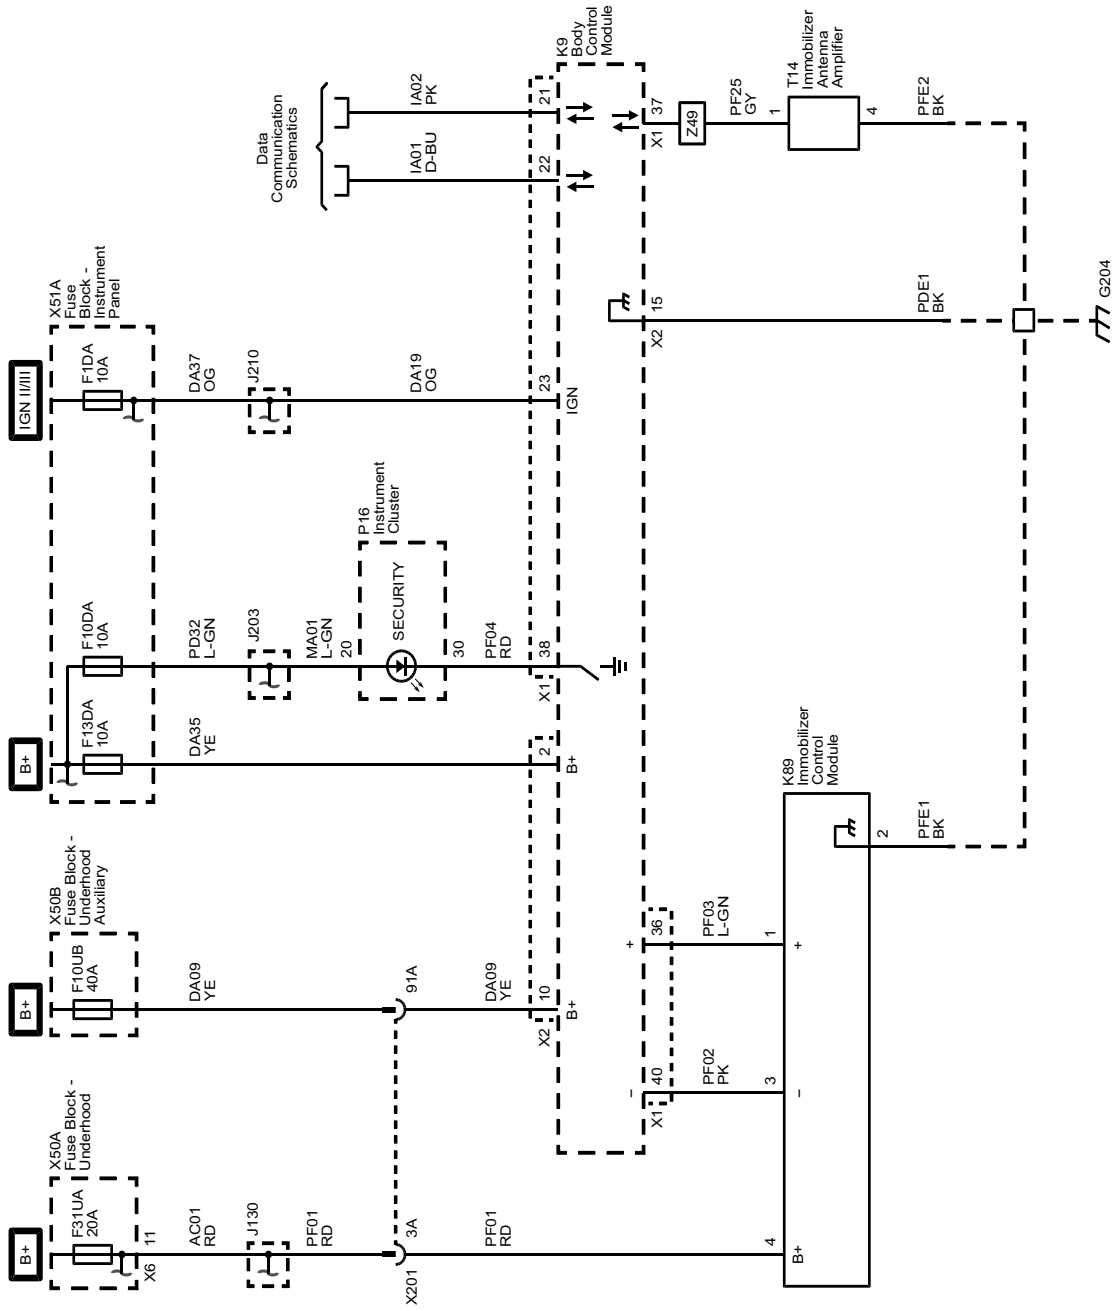 B+
X50A
Fuse Block -
Underhood
F31UA
20A
X6
11
AC01
RD
J130
PF01
RD
X201
3A
PF01
RD
4
B+
B+
X50B
Fuse Block -
Underhood
Auxiliary
F10UB
40A
DA09
YE
91A
DA09
YE
X2
10
B+
B+
F13DA
10A
DA35
YE
2
B+
F10DA
10A
PD32
L-GN
J203
MA01
L-GN
20
P16
Instrument
Cluster
SECURITY
30
PF04
RD
X1
38
IGN II/III
X51A
Fuse
Block -
Instrument
Panel
F1DA
10A
DA37
OG
J210
DA19
OG
23
IGN
Data
Communication
Schematics
IA01
D-BU
22
IA02
PK
21
K9
Body
Control
Module
X1
40
–
PF02
PK
3
–
+
36
PF03
L-GN
1
+
K89
Immobilizer
Control
Module
2
PFE1
BK
X2
15
PDE1
BK
G204
X1
37
Z49
PF25
GY
1
T14
Immobilizer
Antenna
Amplifier
4
PFE2
BK